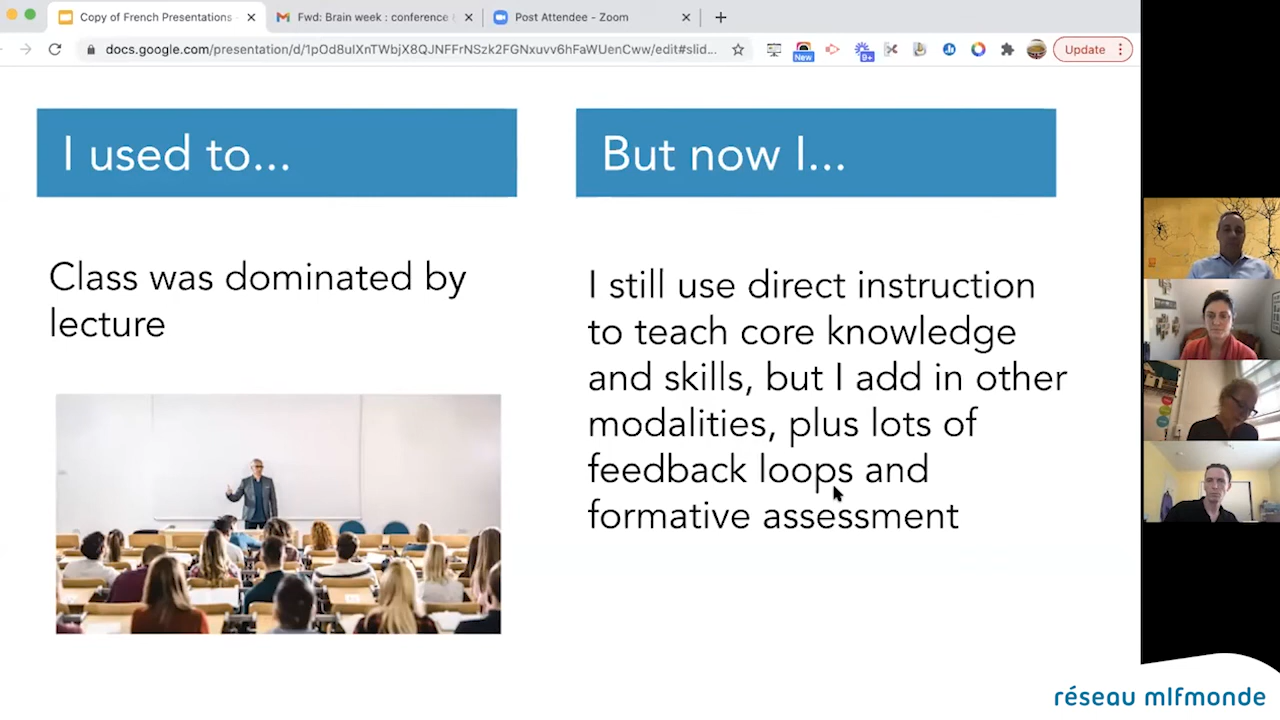 Copy of French Presentations -
Fwd: Brain week : conference
Post Attendee - Zoom
docs.google.com/presentation/d/1pOd8ulXnTWbjX8QJNFFrNSzk2FGNxuvv6hFaWUenCww/edit#slid...
New
9+
Update
I used to...
But now I...
Class was dominated by
lecture
I still use direct instruction
to teach core knowledge
and skills, but I add in other
modalities, plus lots of
feedback loops and
formative assessment
réseau mlfmonde